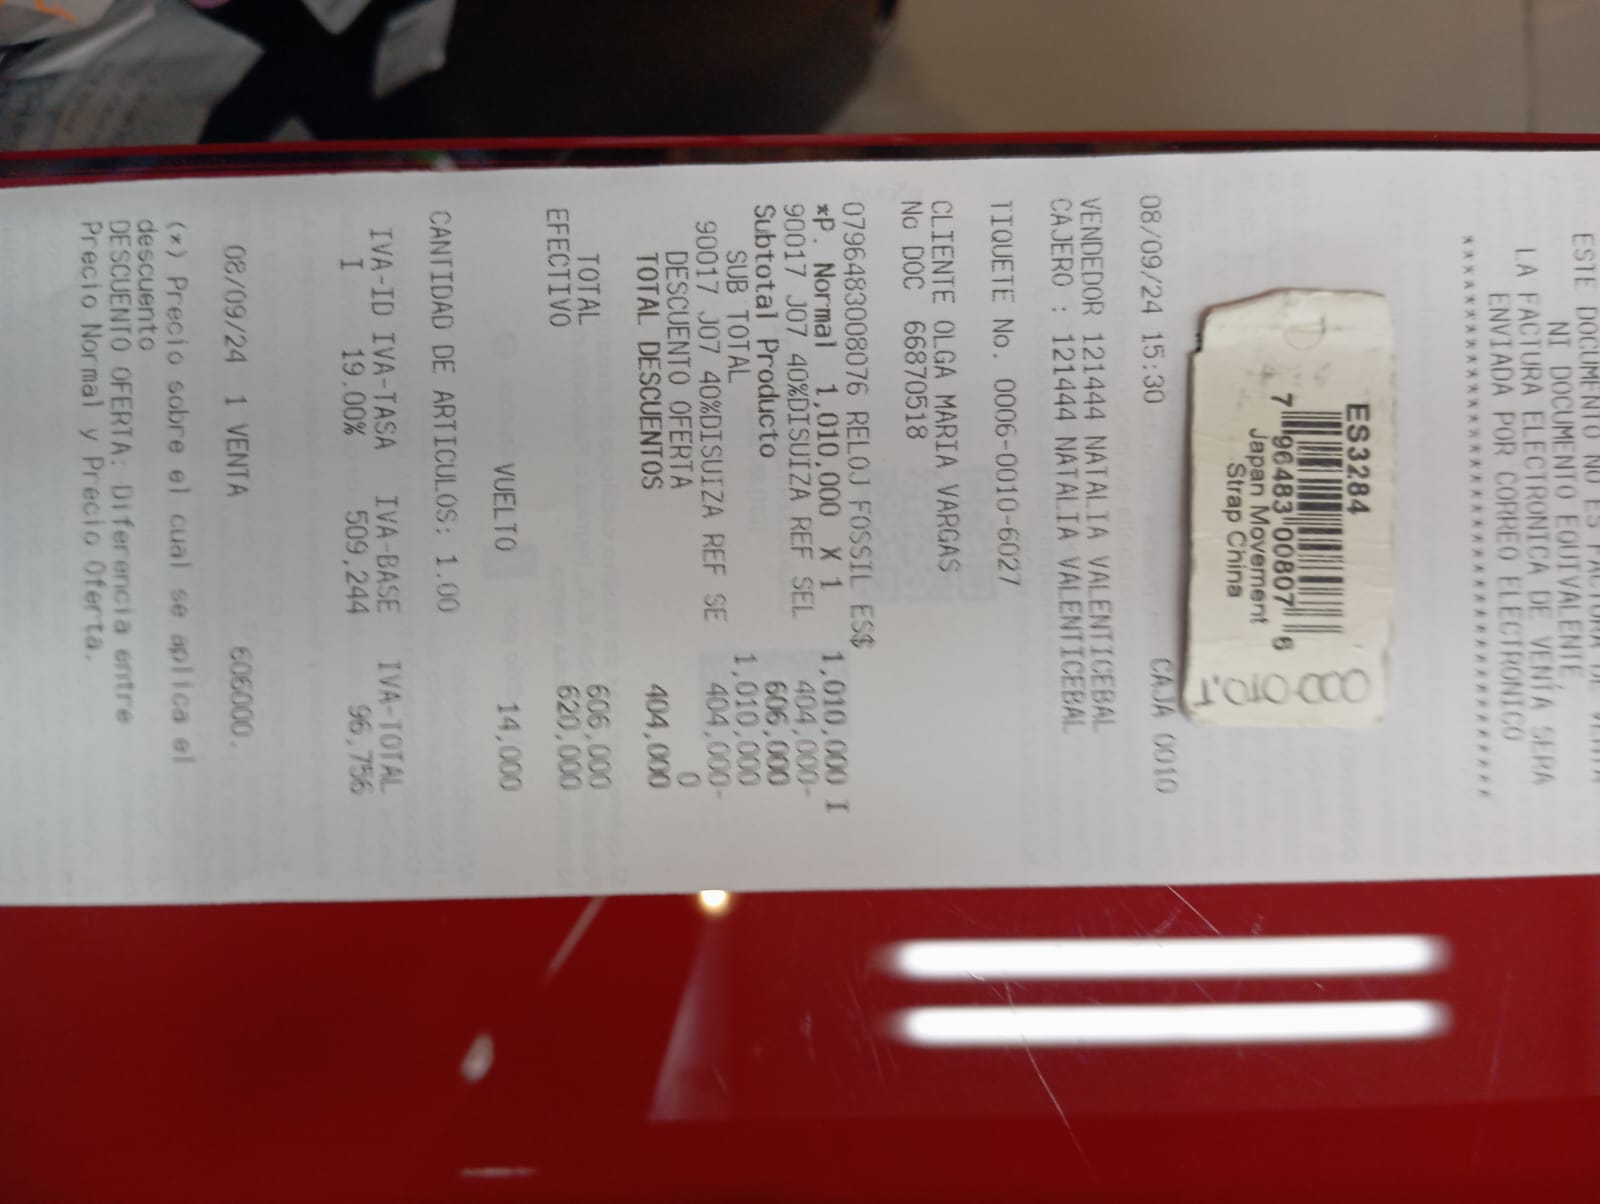 ESTE DOCUMENTO NO ES FACTURA DE VENTA
NI DOCUMENTO EQUIVALENTE
LA FACTURA ELECTRONICA DE VENTA SERA
ENVIADA POR CORREO ELECTRONICO
ES3284
7 96483 00807 6
Japan Movement
Strap China
08/09/24 15:30 CAJA 0010
VENDEDOR 121444 NATALIA VALENTICEBAL
CAJERO : 121444 NATALIA VALENTICEBAL
TIQUETE No. 0006-0010-6027
CLIENTE OLGA MARIA VARGAS
No DOC 66870518
0796483008076 RELOJ FOSSIL ES$
*P. Normal 1,010,000 X 1 1,010,000 I
90017 J07 40%DISUIZA REF SEL 404,000-
Subtotal Producto 606,000
SUB TOTAL 1,010,000
90017 J07 40%DISUIZA REF SE 404,000-
DESCUENTO OFERTA 0
TOTAL DESCUENTOS 404,000
TOTAL 606,000
EFECTIVO 620,000
VUELTO 14,000
CANTIDAD DE ARTICULOS: 1.00
IVA-ID IVA-TASA IVA-BASE IVA-TOTAL
I 19.00% 509,244 96,756
08/09/24 1 VENTA 606000.
(*) Precio sobre el cual se aplica el
descuento
DESCUENTO OFERTA: Diferencia entre
Precio Normal y Precio Oferta.